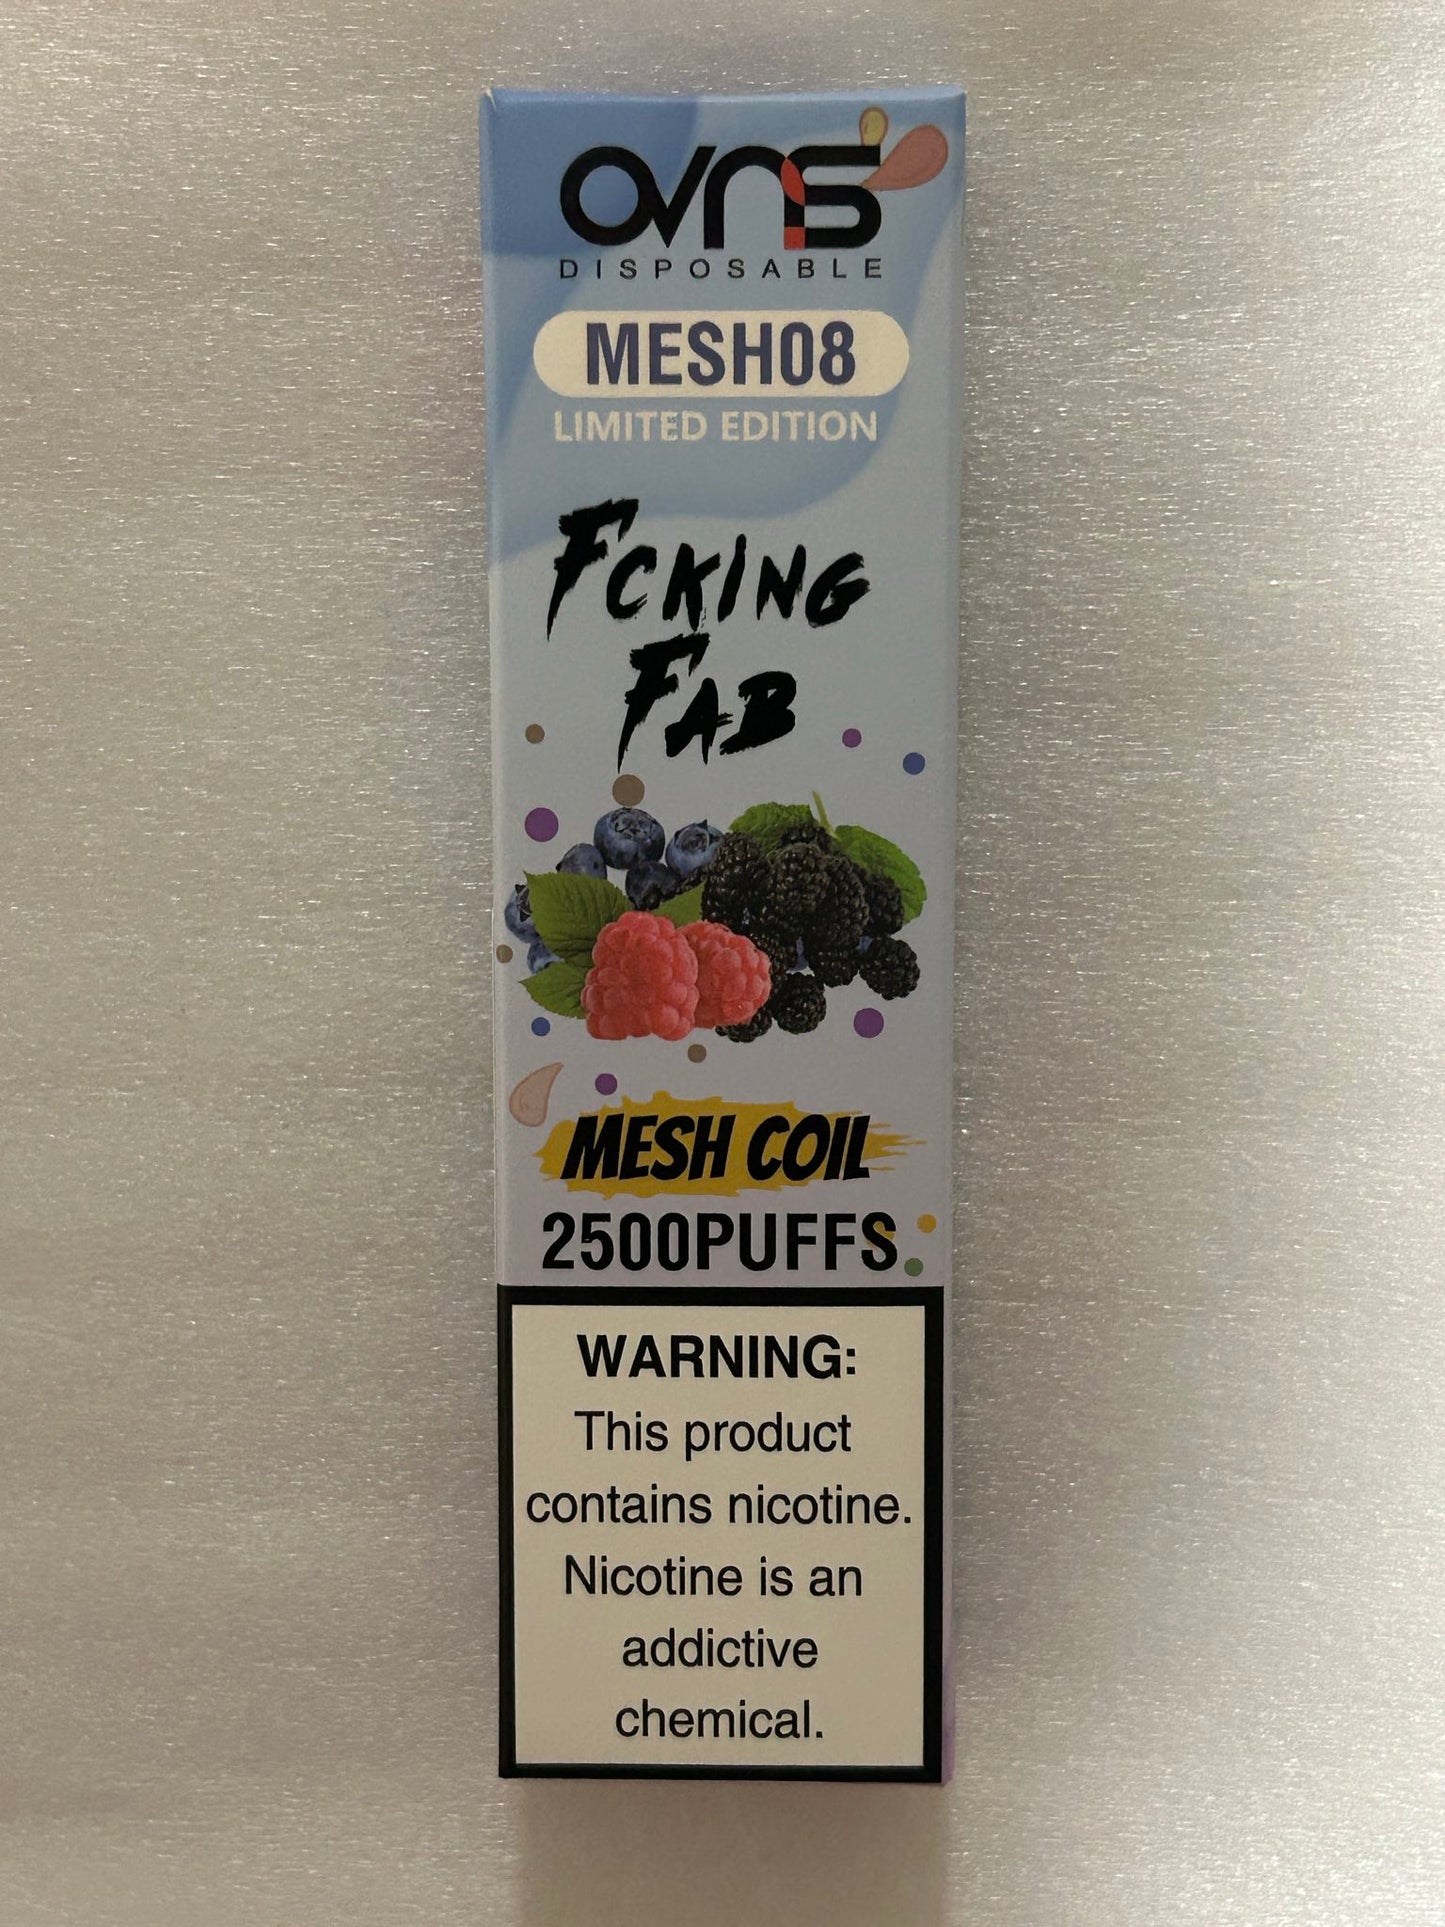 OVNS
DISPOSABLE
MESH08
LIMITED EDITION
FCKING
FAB
MESH COIL
2500PUFFS
WARNING:
This product
contains nicotine.
Nicotine is an
addictive
chemical.